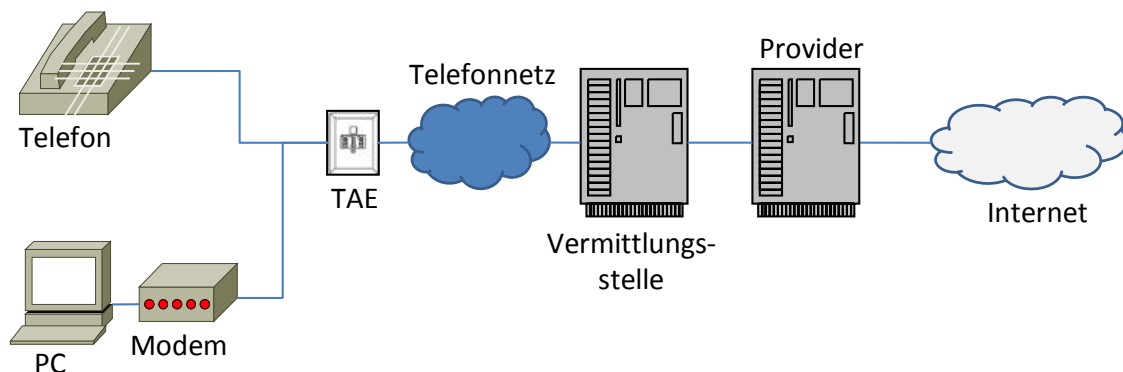 Provider
Telefonnetz
Telefon
TAE
Internet
Vermittlungs-
stelle
Modem
PC